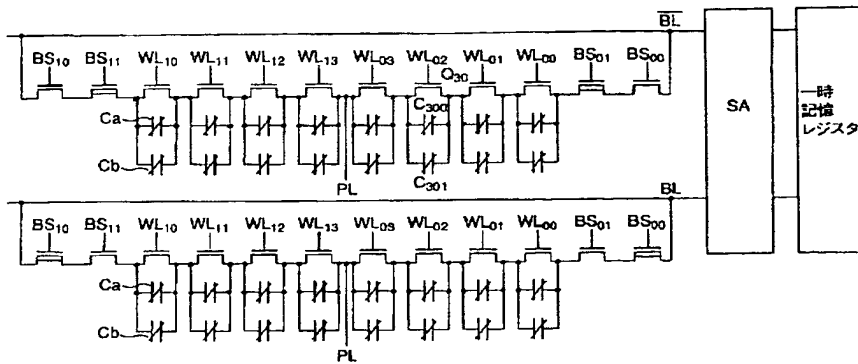 B̅L̅
BS₁₀ BS₁₁ WL₁₀ WL₁₁ WL₁₂ WL₁₃ WL₀₃ WL₀₂ WL₀₁ WL₀₀ BS₀₁ BS₀₀
Q₃₀
C₃₀₀
Ca
Cb
C₃₀₁
PL
SA
一時
記憶
レジスタ
BL
BS₁₀ BS₁₁ WL₁₀ WL₁₁ WL₁₂ WL₁₃ WL₀₃ WL₀₂ WL₀₁ WL₀₀ BS₀₁ BS₀₀
Ca
Cb
PL